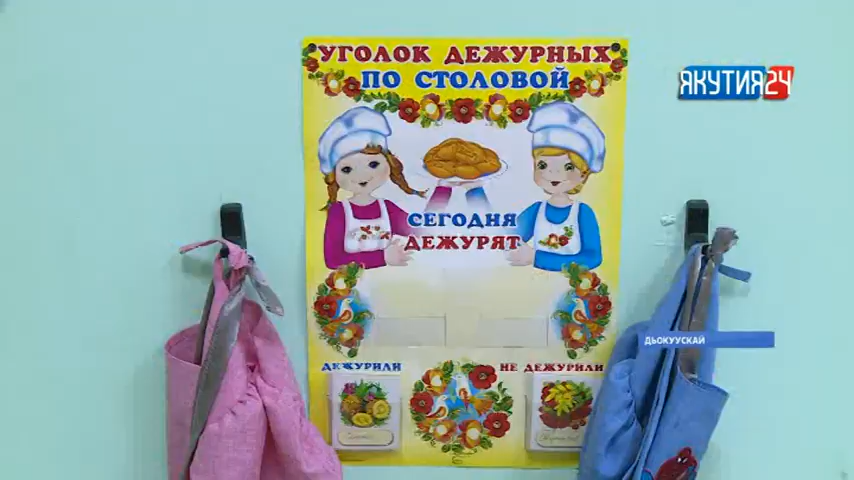 УГОЛОК ДЕЖУРНЫХ
ПО СТОЛОВОЙ
ЯКУТИЯ24
СЕГОДНЯ
ДЕЖУРЯТ
ДЬОКУУСКАЙ
ДЕЖУРИЛИ
НЕ ДЕЖУРИЛИ